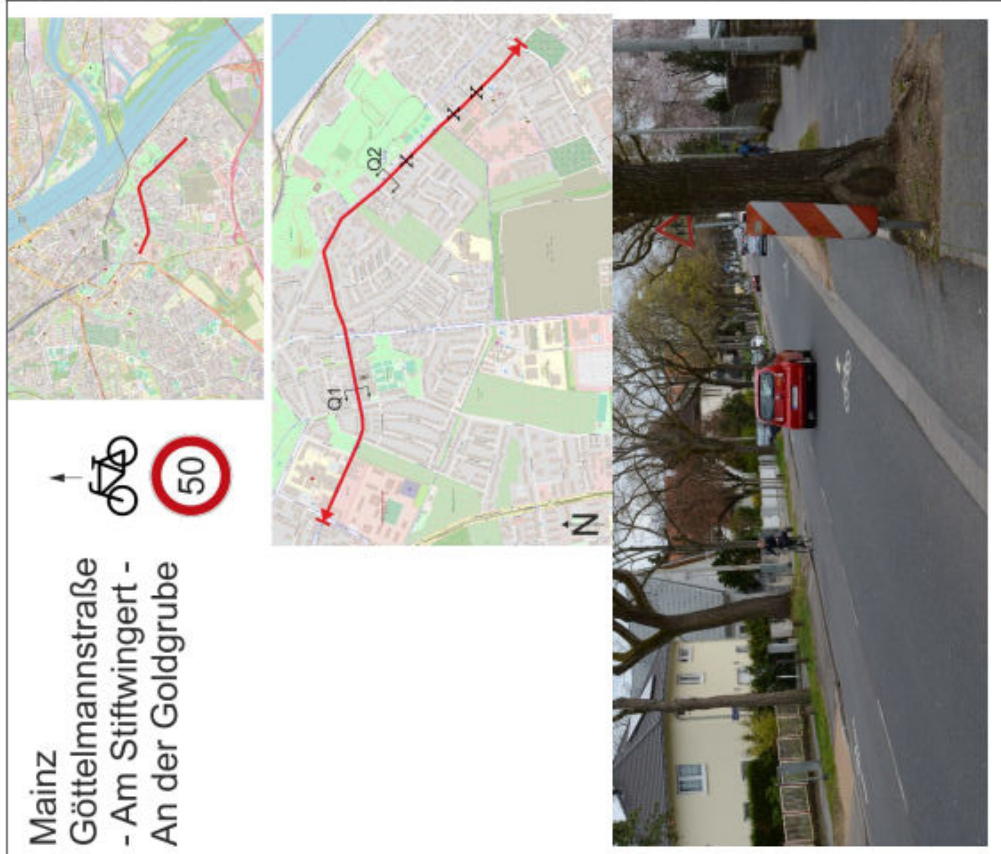 Mainz
Göttelmannstraße
- Am Stiftwingert -
An der Goldgrube
50
Q1
Q2
N